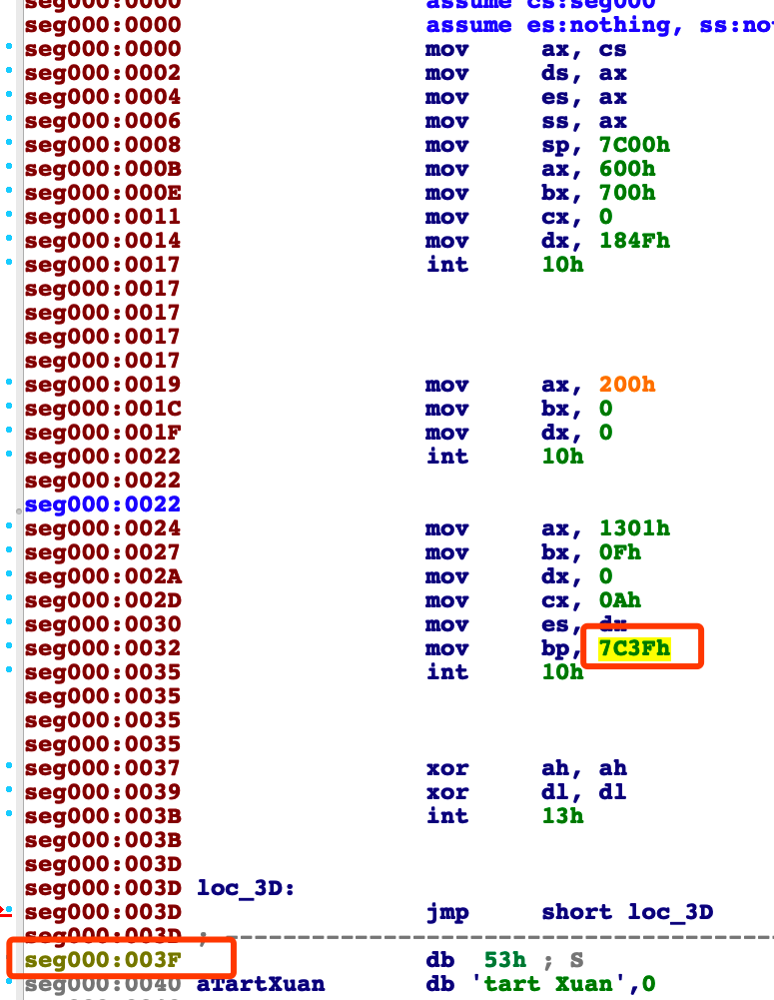 seg000:0000 assume cs:seg000
seg000:0000 assume es:nothing, ss:no
seg000:0000 mov ax, cs
seg000:0002 mov ds, ax
seg000:0004 mov es, ax
seg000:0006 mov ss, ax
seg000:0008 mov sp, 7C00h
seg000:000B mov ax, 600h
seg000:000E mov bx, 700h
seg000:0011 mov cx, 0
seg000:0014 mov dx, 184Fh
seg000:0017 int 10h
seg000:0017
seg000:0017
seg000:0017
seg000:0017
seg000:0019 mov ax, 200h
seg000:001C mov bx, 0
seg000:001F mov dx, 0
seg000:0022 int 10h
seg000:0022
seg000:0022
seg000:0024 mov ax, 1301h
seg000:0027 mov bx, 0Fh
seg000:002A mov dx, 0
seg000:002D mov cx, 0Ah
seg000:0030 mov es, dx
seg000:0032 mov bp, 7C3Fh
seg000:0035 int 10h
seg000:0035
seg000:0035
seg000:0035
seg000:0037 xor ah, ah
seg000:0039 xor dl, dl
seg000:003B int 13h
seg000:003B
seg000:003D
seg000:003D loc_3D:
seg000:003D jmp short loc_3D
seg000:003D ; ---------------------------------------
seg000:003F db 53h ; S
seg000:0040 aTartXuan db 'tart Xuan',0